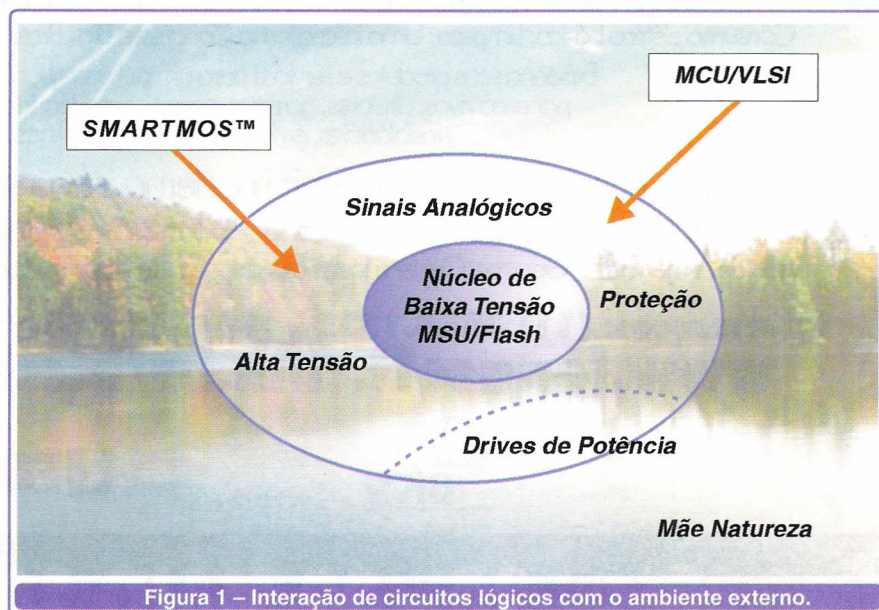 SMARTMOS™
MCU/VLSI
Sinais Analógicos
Núcleo de
Baixa Tensão
MSU/Flash
Proteção
Alta Tensão
Drives de Potência
Mãe Natureza
Figura 1 – Interação de circuitos lógicos com o ambiente externo.